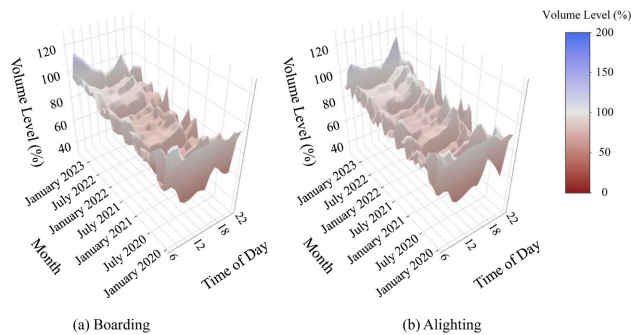 Volume Level (%)
200
150
100
50
0
120
100
80
60
40
Volume Level (%)
January 2023
July 2022
January 2022
July 2021
January 2021
July 2020
January 2020
Month
6
12
18
22
Time of Day
(a) Boarding
120
100
80
60
40
Volume Level (%)
January 2023
July 2022
January 2022
July 2021
January 2021
July 2020
January 2020
Month
6
12
18
22
Time of Day
(b) Alighting